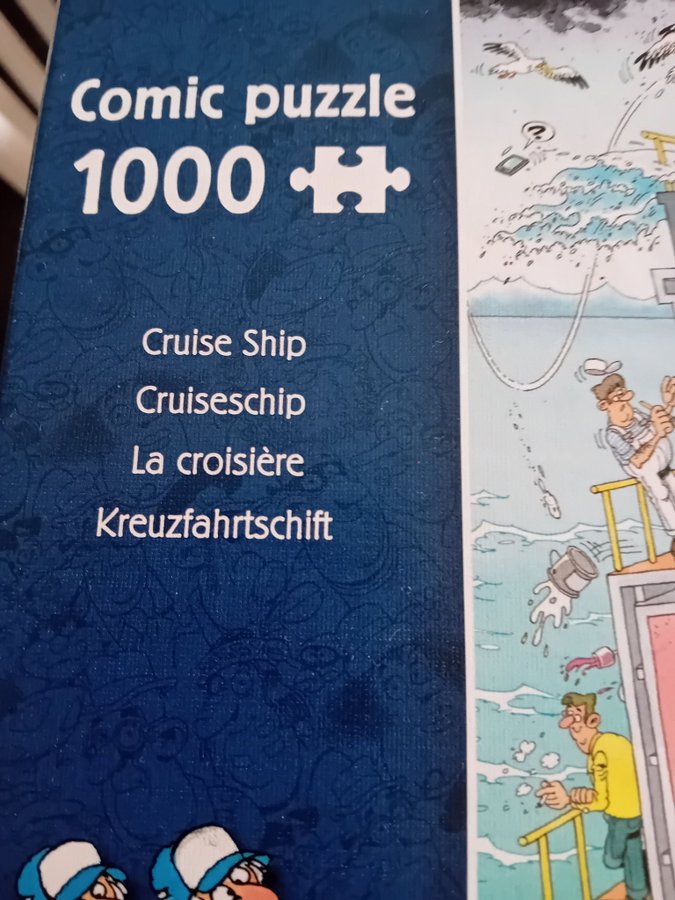 Comic puzzle
1000
Cruise Ship
Cruiseschip
La croisière
Kreuzfahrtschift
?